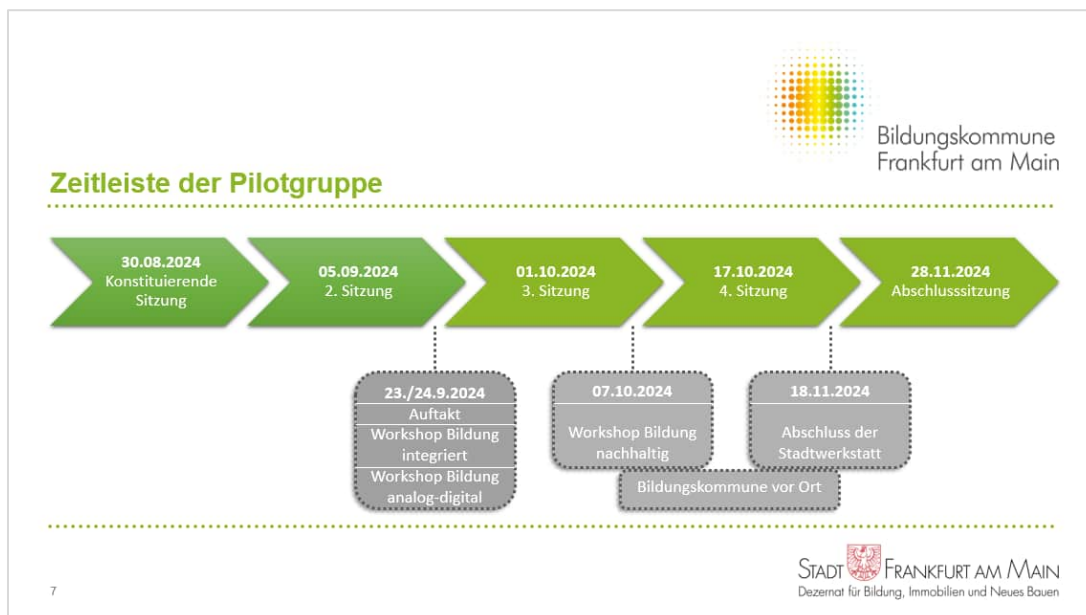 Bildungskommune
Frankfurt am Main
Zeitleiste der Pilotgruppe
30.08.2024
Konstituierende
Sitzung
05.09.2024
2. Sitzung
01.10.2024
3. Sitzung
17.10.2024
4. Sitzung
28.11.2024
Abschlusssitzung
23./24.9.2024
Auftakt
Workshop Bildung
integriert
Workshop Bildung
analog-digital
07.10.2024
Workshop Bildung
nachhaltig
18.11.2024
Abschluss der
Stadtwerkstatt
Bildungskommune vor Ort
7
STADT FRANKFURT AM MAIN
Dezernat für Bildung, Immobilien und Neues Bauen